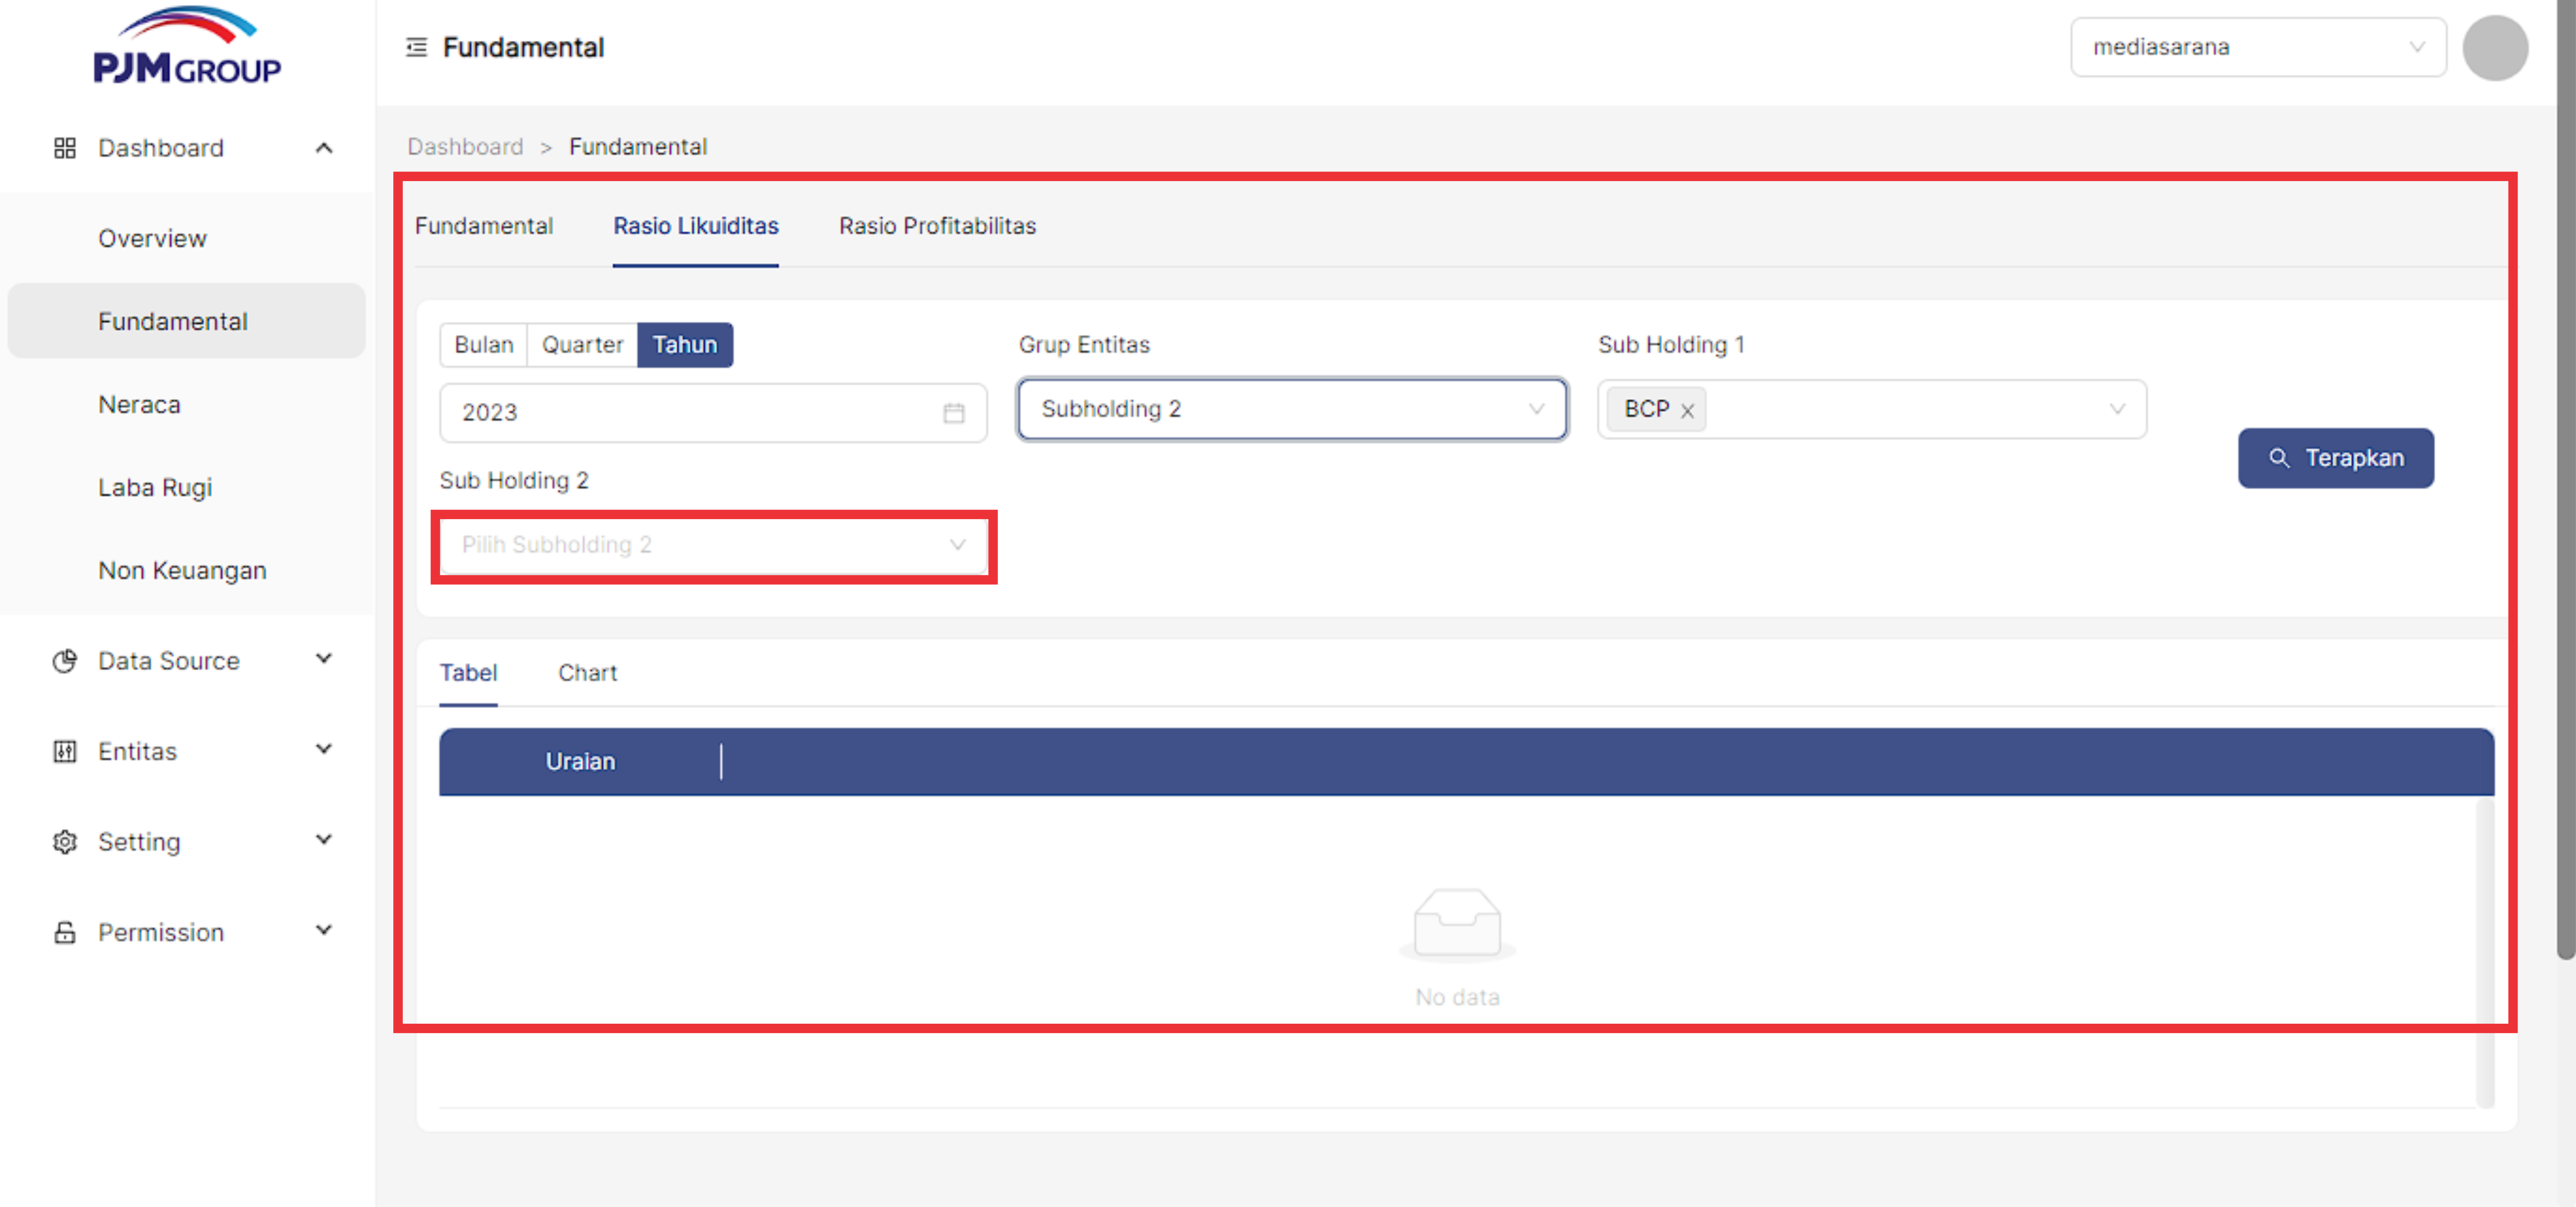 PJM GROUP
Fundamental
mediasarana
Dashboard
Overview
Fundamental
Neraca
Laba Rugi
Non Keuangan
Data Source
Entitas
Setting
Permission
Dashboard > Fundamental
Fundamental Rasio Likuiditas Rasio Profitabilitas
Bulan Quarter Tahun
2023
Grup Entitas
Subholding 2
Sub Holding 1
BCP
Terapkan
Sub Holding 2
Pilih Subholding 2
Tabel Chart
Uraian
No data